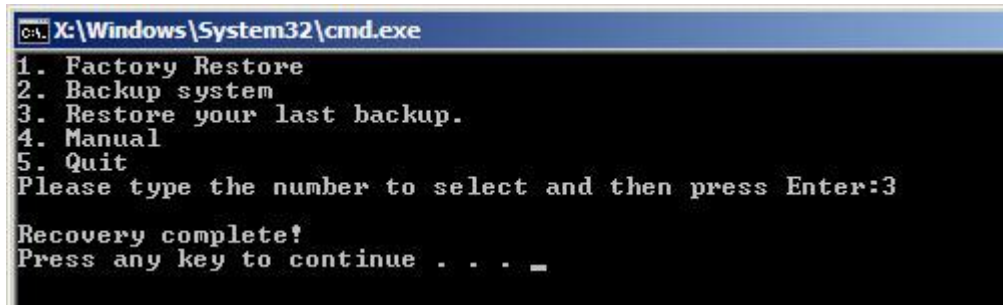 C:\. X:\Windows\System32\cmd.exe
1. Factory Restore
2. Backup system
3. Restore your last backup.
4. Manual
5. Quit
Please type the number to select and then press Enter:3
Recovery complete!
Press any key to continue . . . _